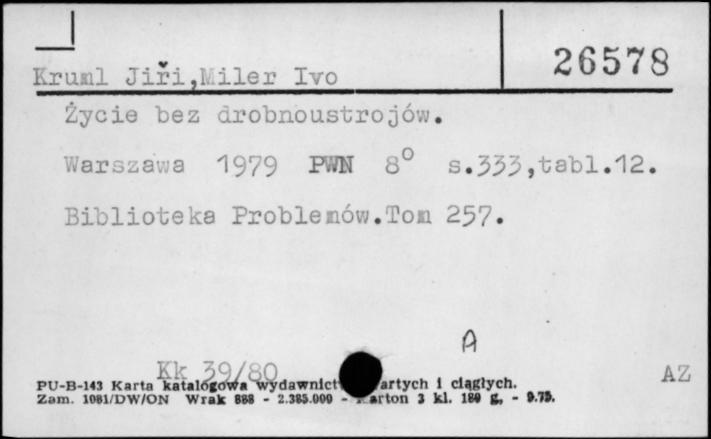 26578
Kruml Jiři,Miler Ivo
Życie bez drobnoustrojów.
Warszawa 1979 PWN 8° s.333,tabl.12.
Biblioteka Problemów.Tom 257.
A
Kk 39/80
AZ
PU-B-143 Karta katalogowa wydawnict artych i ciągłych.
Zam. 1081/DW/ON Wrak 888 - 2.385.000 - arton 3 kl. 180 g, - 9.75.